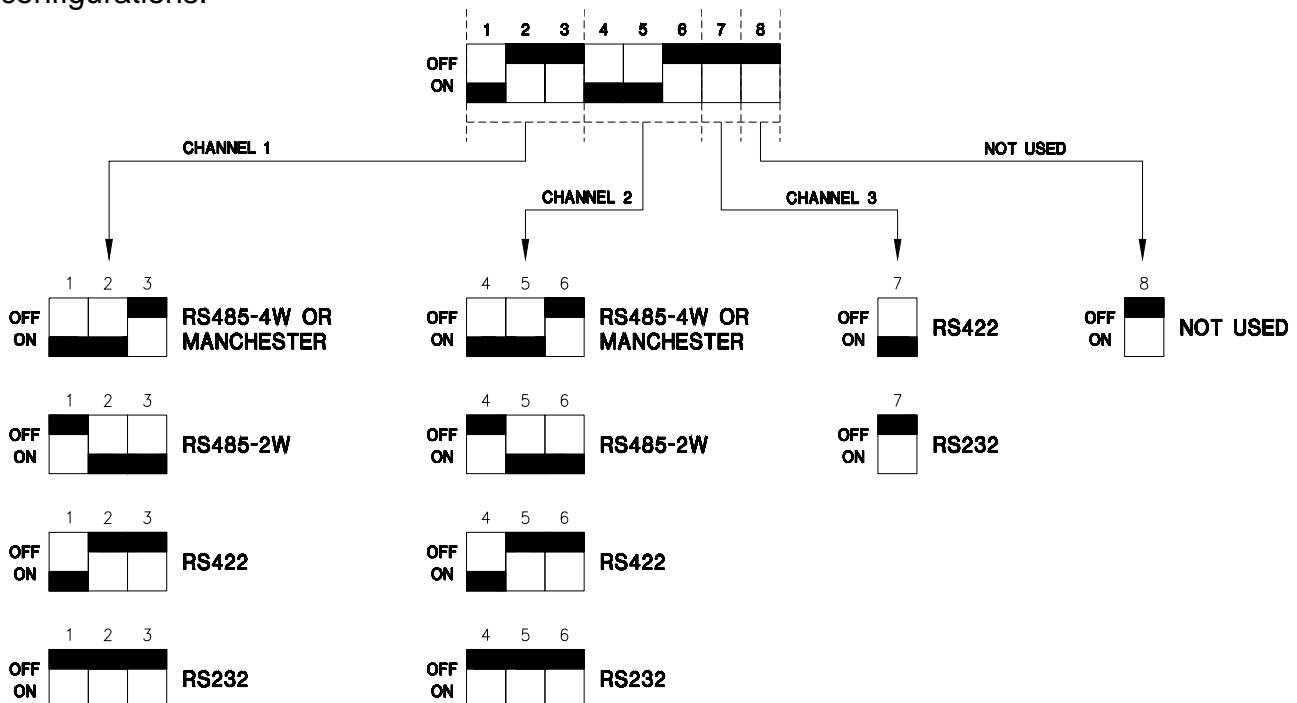 configurations.
1 2 3 4 5 6 7 8
OFF
ON
CHANNEL 1
NOT USED
CHANNEL 2
CHANNEL 3
1 2 3
OFF
ON
RS485-4W OR
MANCHESTER
4 5 6
OFF
ON
RS485-4W OR
MANCHESTER
7
OFF
ON
RS422
8
OFF
ON
NOT USED
1 2 3
OFF
ON
RS485-2W
4 5 6
OFF
ON
RS485-2W
7
OFF
ON
RS232
1 2 3
OFF
ON
RS422
4 5 6
OFF
ON
RS422
1 2 3
OFF
ON
RS232
4 5 6
OFF
ON
RS232